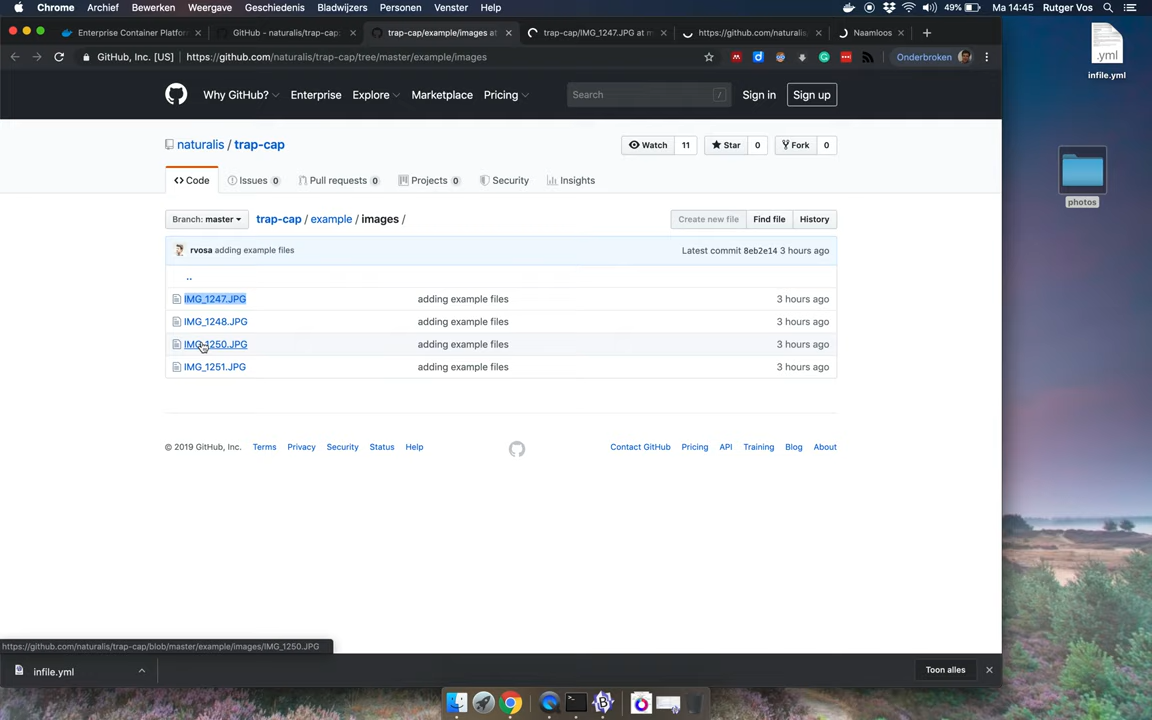 Chrome Archief Bewerken Weergave Geschiedenis Bladwijzers Personen Venster Help 49% Ma 14:45 Rutger Vos
Enterprise Container Platfor GitHub - naturalis/trap-cap: trap-cap/example/images at trap-cap/IMG_1247.JPG at m https://github.com/naturalis Naamloos
GitHub, Inc. [US] https://github.com/naturalis/trap-cap/tree/master/example/images Onderbroken
.yml
infile.yml
Why GitHub? Enterprise Explore Marketplace Pricing Search / Sign in Sign up
naturalis / trap-cap Watch 11 Star 0 Fork 0
Code Issues 0 Pull requests 0 Projects 0 Security Insights
photos
Branch: master trap-cap / example / images / Create new file Find file History
rvosa adding example files Latest commit 8eb2e14 3 hours ago
..
IMG_1247.JPG adding example files 3 hours ago
IMG_1248.JPG adding example files 3 hours ago
IMG_1250.JPG adding example files 3 hours ago
IMG_1251.JPG adding example files 3 hours ago
© 2019 GitHub, Inc. Terms Privacy Security Status Help Contact GitHub Pricing API Training Blog About
https://github.com/naturalis/trap-cap/blob/master/example/images/IMG_1250.JPG
infile.yml Toon alles